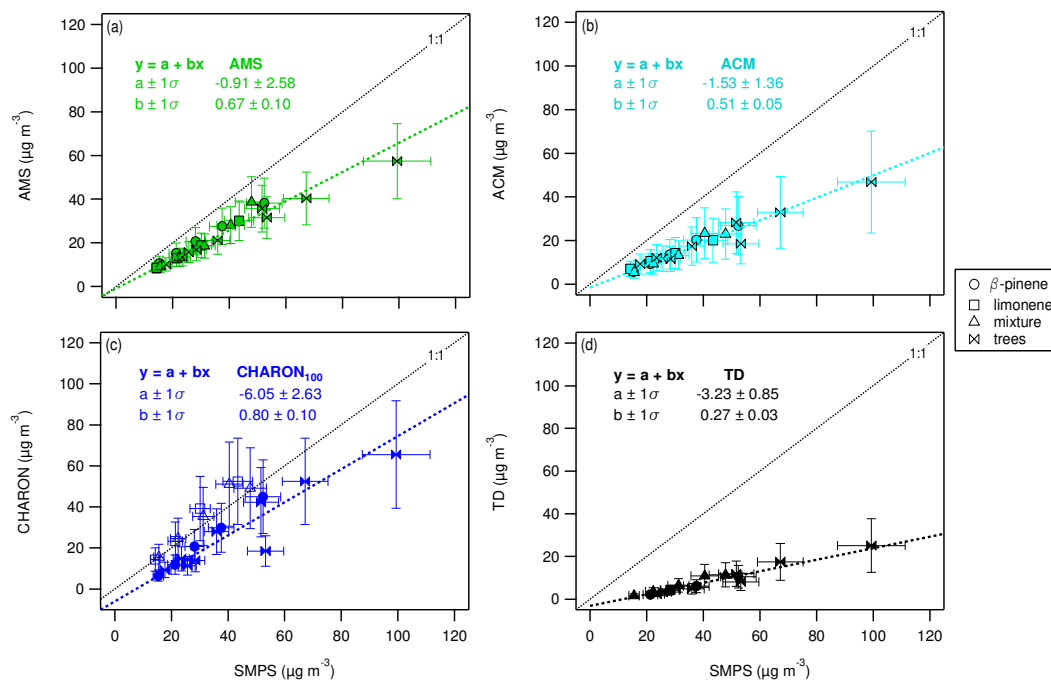 (a)
1:1
y = a + bx AMS
a ± 1σ -0.91 ± 2.58
b ± 1σ 0.67 ± 0.10
120
100
80
60
40
20
0
AMS (µg m⁻³)
(b)
1:1
y = a + bx ACM
a ± 1σ -1.53 ± 1.36
b ± 1σ 0.51 ± 0.05
120
100
80
60
40
20
0
ACM (µg m⁻³)
β-pinene
limonene
mixture
trees
(c)
1:1
y = a + bx CHARON₁₀₀
a ± 1σ -6.05 ± 2.63
b ± 1σ 0.80 ± 0.10
120
100
80
60
40
20
0
CHARON (µg m⁻³)
0 20 40 60 80 100 120
SMPS (µg m⁻³)
(d)
1:1
y = a + bx TD
a ± 1σ -3.23 ± 0.85
b ± 1σ 0.27 ± 0.03
120
100
80
60
40
20
0
TD (µg m⁻³)
0 20 40 60 80 100 120
SMPS (µg m⁻³)